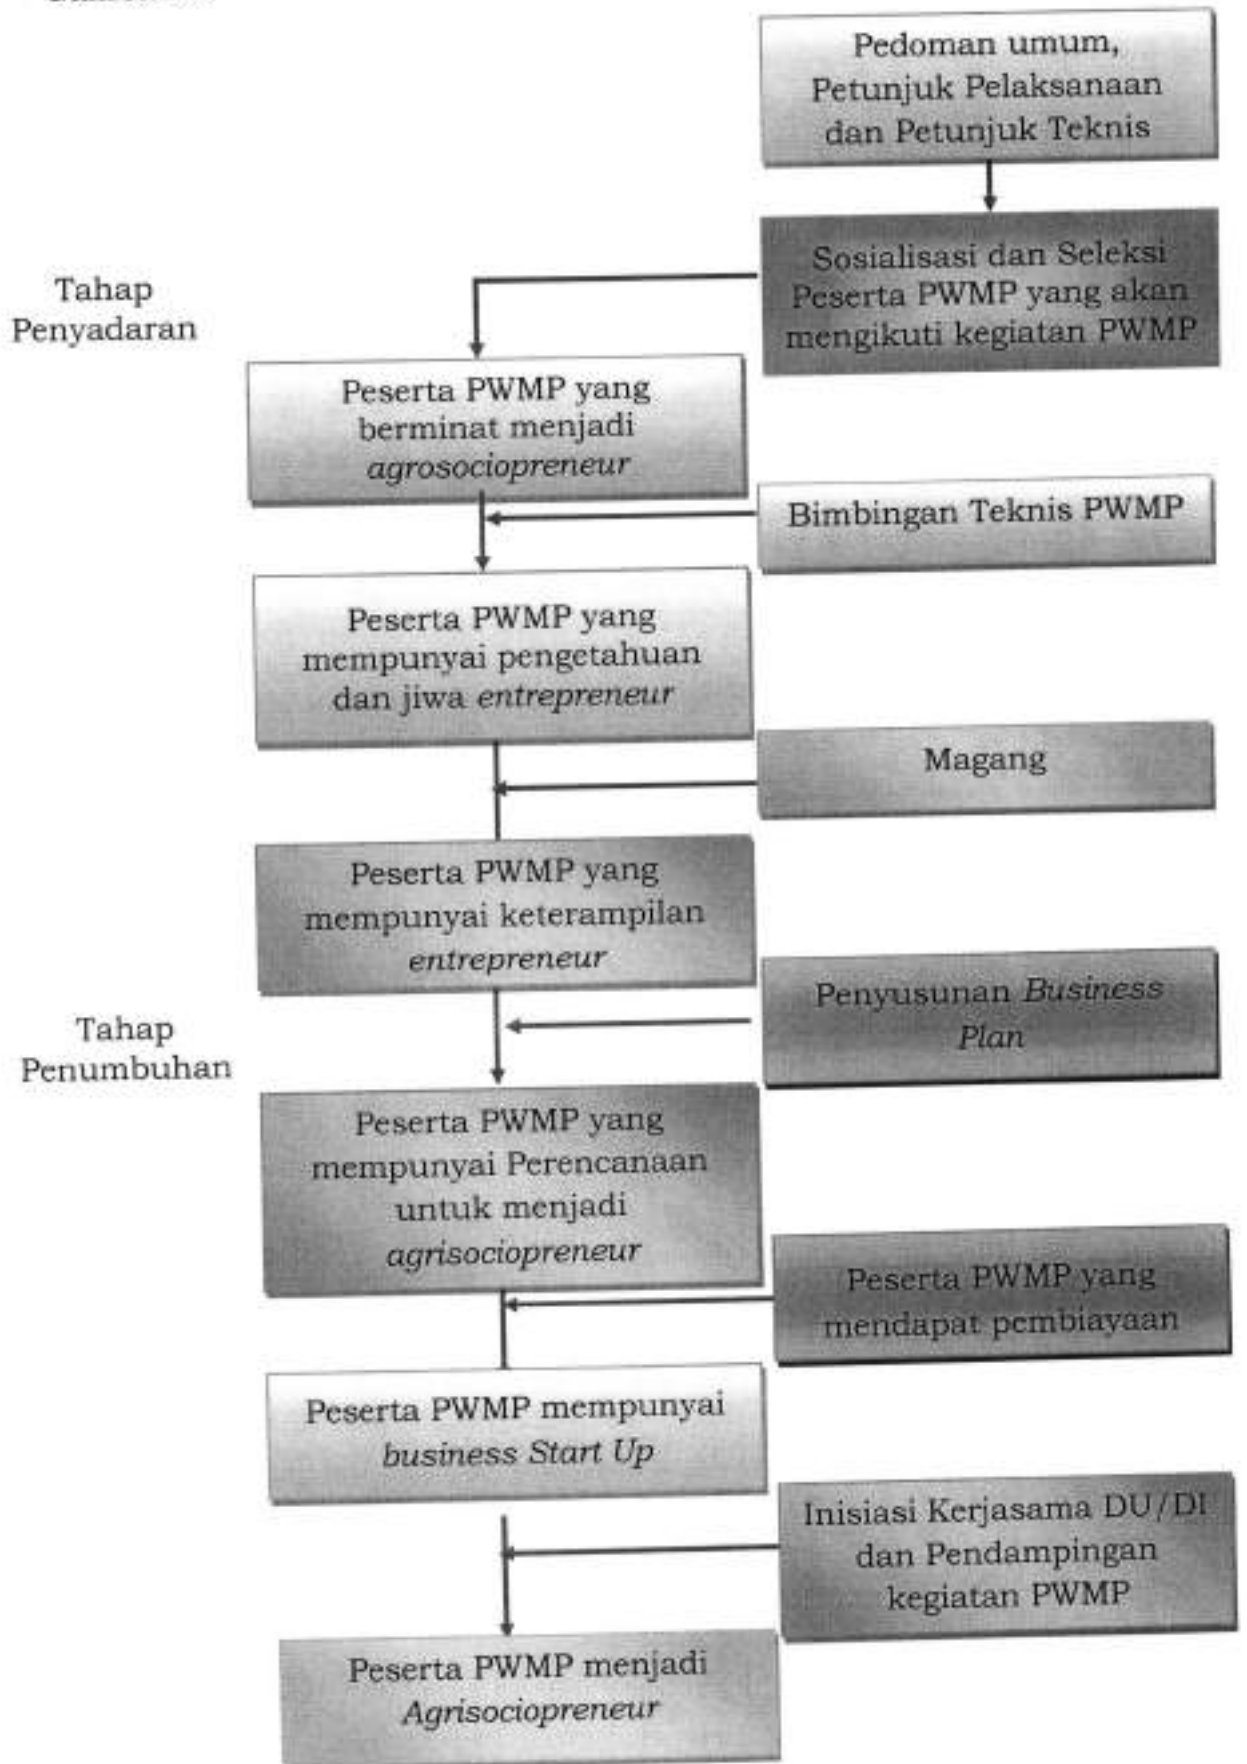 Pedoman umum,
Petunjuk Pelaksanaan
dan Petunjuk Teknis
Sosialisasi dan Seleksi
Peserta PWMP yang akan
mengikuti kegiatan PWMP
Tahap
Penyadaran
Peserta PWMP yang
berminat menjadi
agrosociopreneur
Bimbingan Teknis PWMP
Peserta PWMP yang
mempunyai pengetahuan
dan jiwa entrepreneur
Magang
Peserta PWMP yang
mempunyai keterampilan
entrepreneur
Penyusunan Business
Plan
Tahap
Penumbuhan
Peserta PWMP yang
mempunyai Perencanaan
untuk menjadi
agrisociopreneur
Peserta PWMP yang
mendapat pembiayaan
Peserta PWMP mempunyai
business Start Up
Inisiasi Kerjasama DU/DI
dan Pendampingan
kegiatan PWMP
Peserta PWMP menjadi
Agrisociopreneur